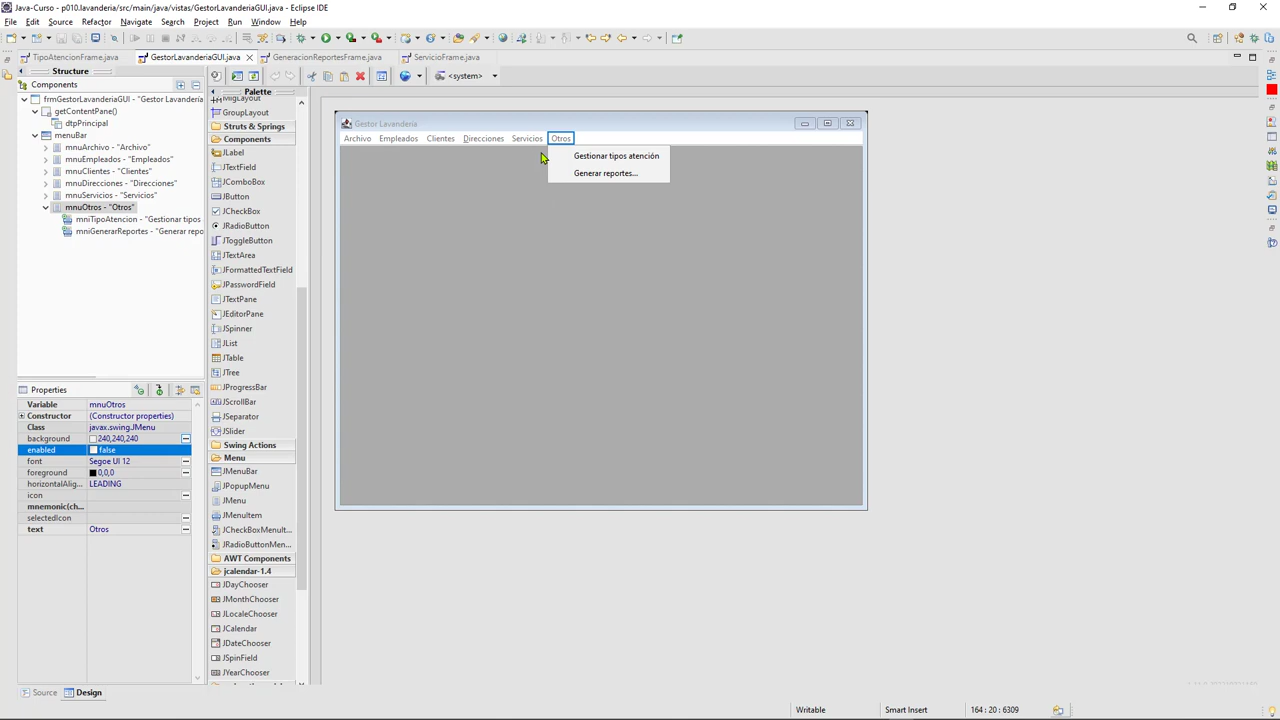 Java-Curso - p010.lavanderia/src/main/java/vistas/GestorLavanderiaGUI.java - Eclipse IDE
File Edit Source Refactor Navigate Search Project Run Window Help
TipoAtencionFrame.java GestorLavanderiaGUI.java GeneracionReportesFrame.java ServicioFrame.java
Structure
Components
frmGestorLavanderiaGUI - "Gestor Lavandería
getContentPane()
dtpPrincipal
menuBar
mnuArchivo - "Archivo"
mnuEmpleados - "Empleados"
mnuClientes - "Clientes"
mnuDirecciones - "Direcciones"
mnuServicios - "Servicios"
mnuOtros - "Otros"
mniTipoAtencion - "Gestionar tipos
mniGenerarReportes - "Generar repo
Properties
Variable mnuOtros
Constructor (Constructor properties)
Class javax.swing.JMenu
background 240,240,240
enabled false
font Segoe UI 12
foreground 0,0,0
horizontalAlig... LEADING
icon
mnemonic(ch...
selectedIcon
text Otros
Source Design
<system>
Palette
MigLayout
GroupLayout
Struts & Springs
Components
JLabel
JTextField
JComboBox
JButton
JCheckBox
JRadioButton
JToggleButton
JTextArea
JFormattedTextField
JPasswordField
JTextPane
JEditorPane
JSpinner
JList
JTable
JTree
JProgressBar
JScrollBar
JSeparator
JSlider
Swing Actions
Menu
JMenuBar
JPopupMenu
JMenu
JMenuItem
JCheckBoxMenuIt...
JRadioButtonMen...
AWT Components
jcalendar-1.4
JDayChooser
JMonthChooser
JLocaleChooser
JCalendar
JDateChooser
JSpinField
JYearChooser
Gestor Lavanderia
Archivo Empleados Clientes Direcciones Servicios Otros
Gestionar tipos atención
Generar reportes...
Writable Smart Insert 164 : 20 : 6309